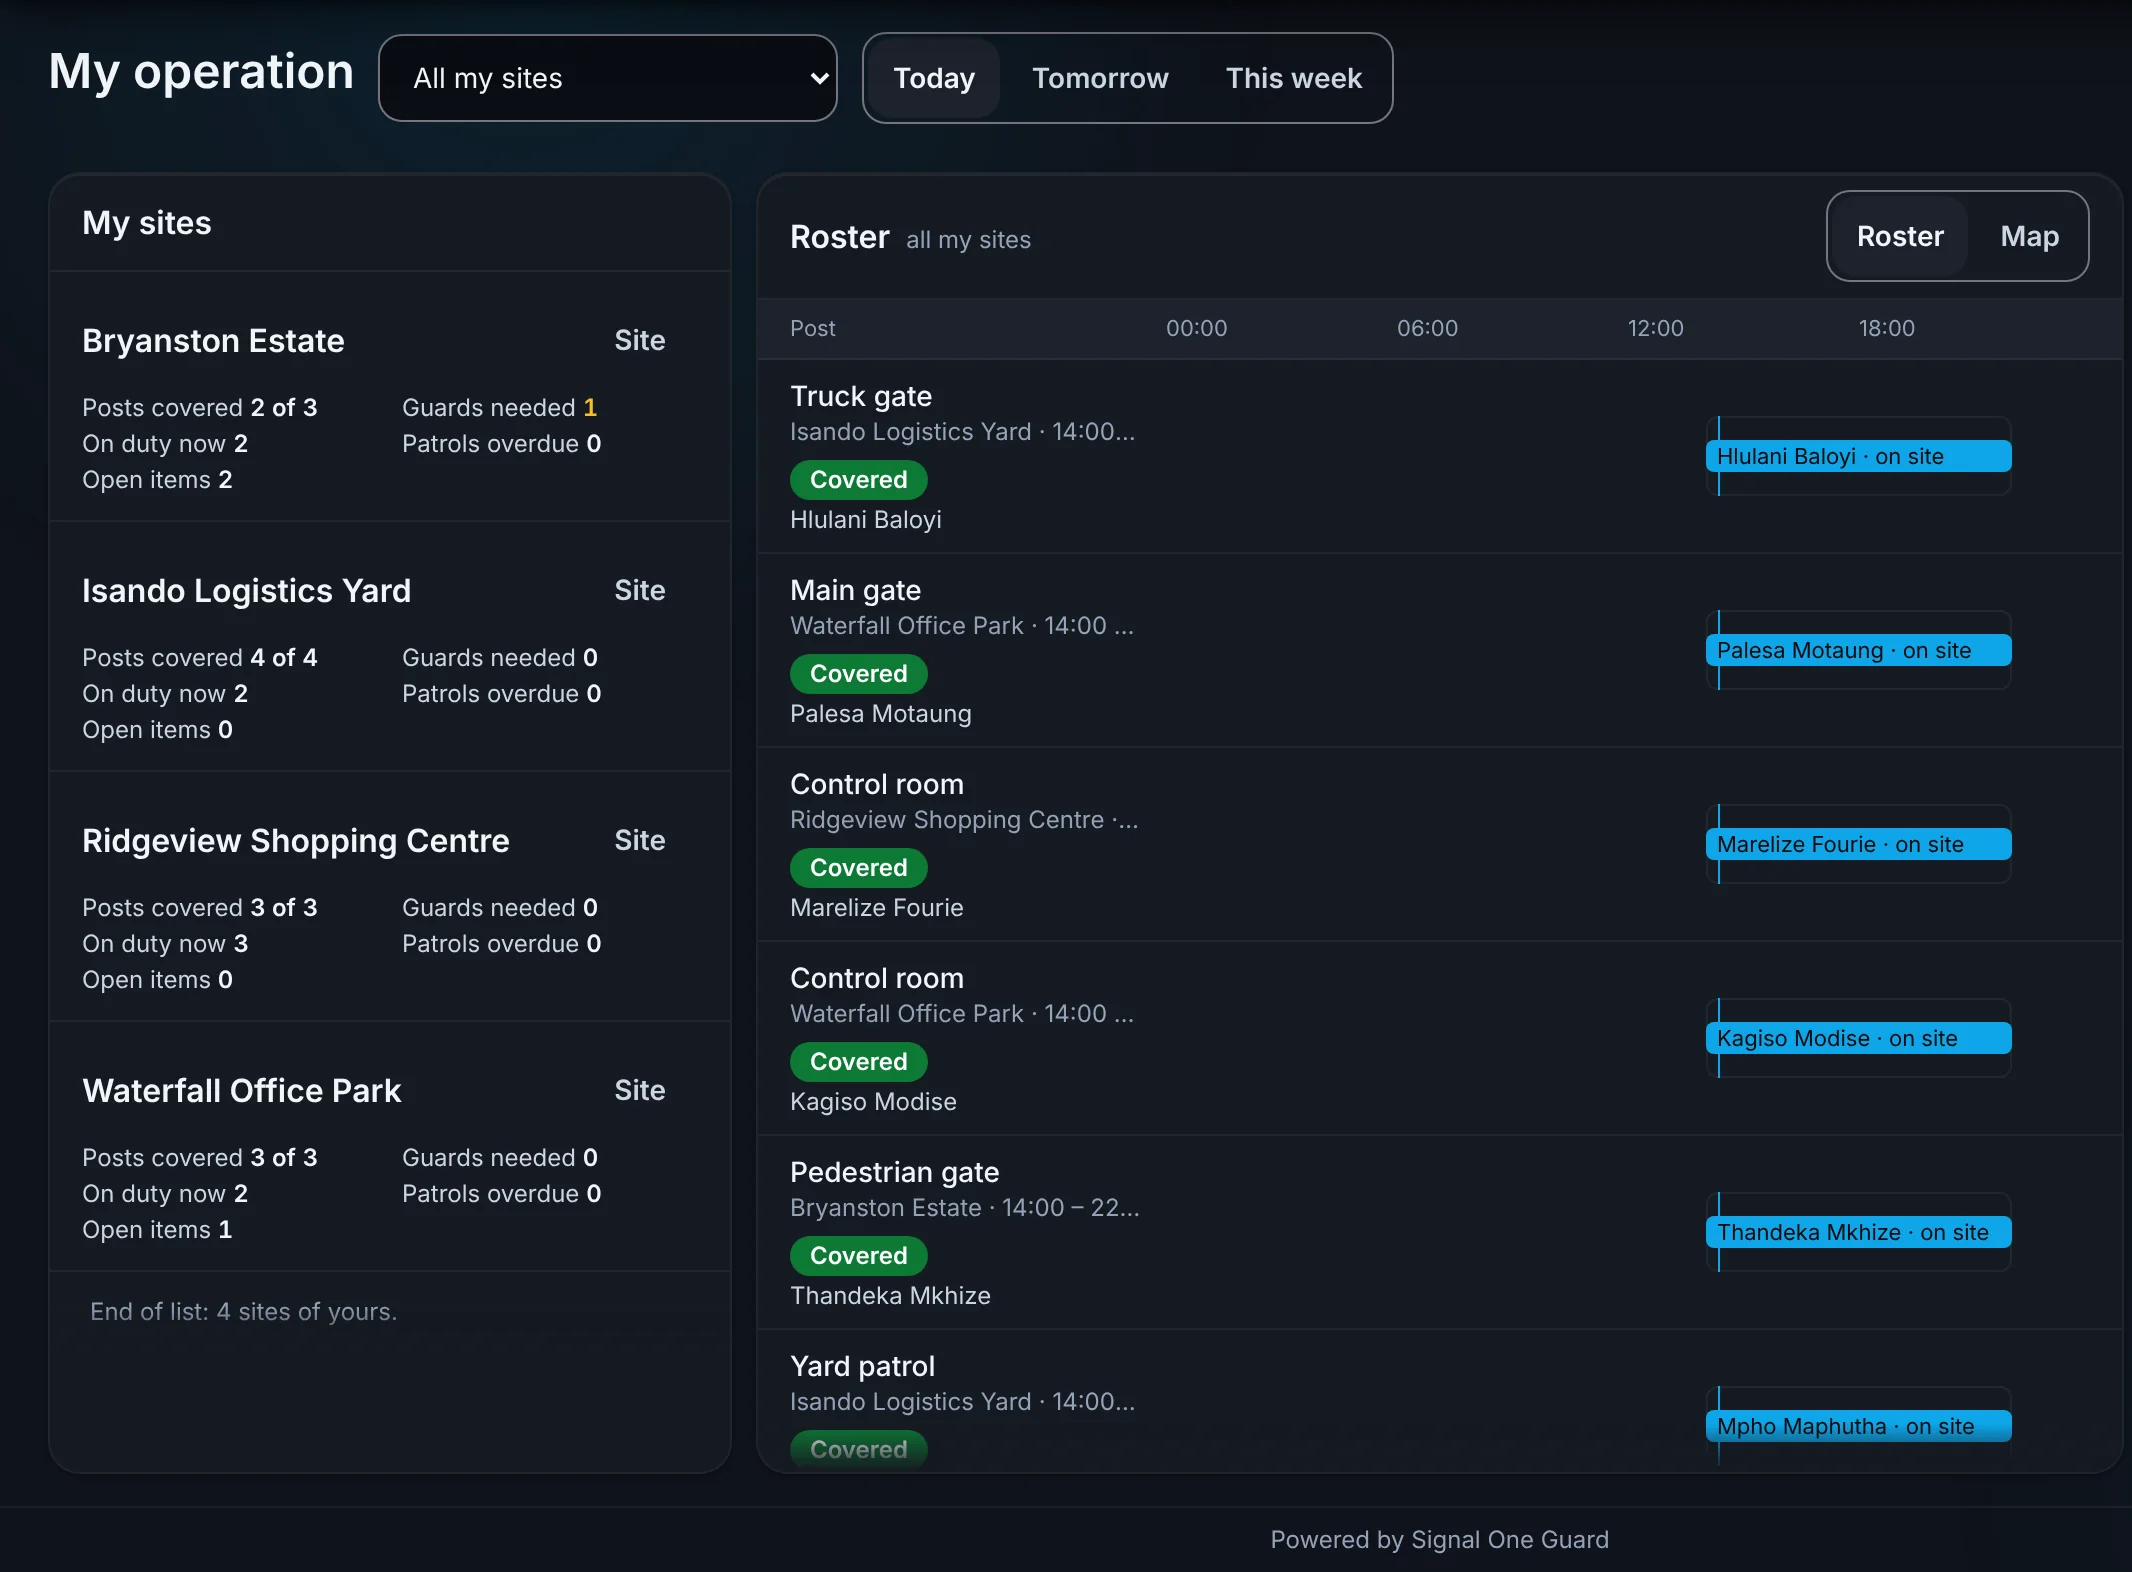 My operation
All my sites
Today
Tomorrow
This week
My sites
Bryanston Estate
Site
Posts covered 2 of 3
Guards needed 1
On duty now 2
Patrols overdue 0
Open items 2
Isando Logistics Yard
Site
Posts covered 4 of 4
Guards needed 0
On duty now 2
Patrols overdue 0
Open items 0
Ridgeview Shopping Centre
Site
Posts covered 3 of 3
Guards needed 0
On duty now 3
Patrols overdue 0
Open items 0
Waterfall Office Park
Site
Posts covered 3 of 3
Guards needed 0
On duty now 2
Patrols overdue 0
Open items 1
End of list: 4 sites of yours.
Roster all my sites
Roster
Map
Post
00:00
06:00
12:00
18:00
Truck gate
Isando Logistics Yard · 14:00...
Covered
Hlulani Baloyi
Hlulani Baloyi · on site
Main gate
Waterfall Office Park · 14:00 ...
Covered
Palesa Motaung
Palesa Motaung · on site
Control room
Ridgeview Shopping Centre ·...
Covered
Marelize Fourie
Marelize Fourie · on site
Control room
Waterfall Office Park · 14:00 ...
Covered
Kagiso Modise
Kagiso Modise · on site
Pedestrian gate
Bryanston Estate · 14:00 – 22...
Covered
Thandeka Mkhize
Thandeka Mkhize · on site
Yard patrol
Isando Logistics Yard · 14:00...
Covered
Mpho Maphutha · on site
Powered by Signal One Guard